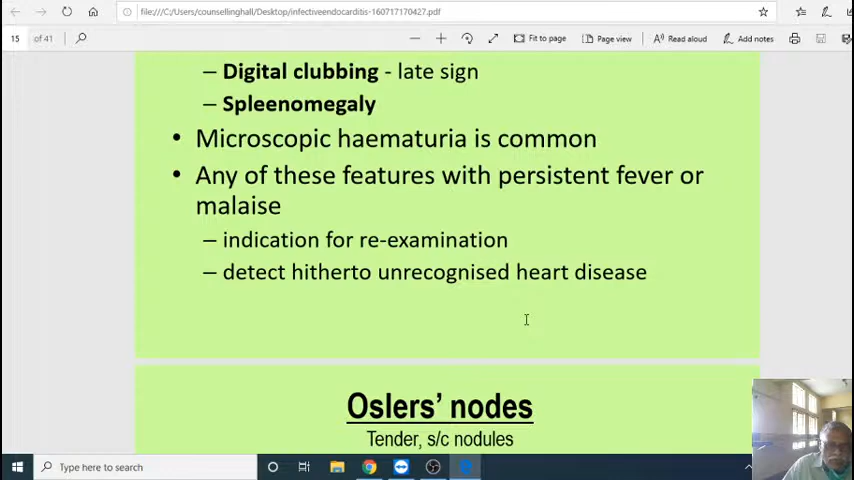 file:///C:/Users/counsellinghall/Desktop/infectiveendocarditis-160717170427.pdf
15 of 41
Fit to page
Page view
Read aloud
Add notes
– Digital clubbing - late sign
– Spleenomegaly
• Microscopic haematuria is common
• Any of these features with persistent fever or
malaise
– indication for re-examination
– detect hitherto unrecognised heart disease
Oslers’ nodes
Tender, s/c nodules
Type here to search